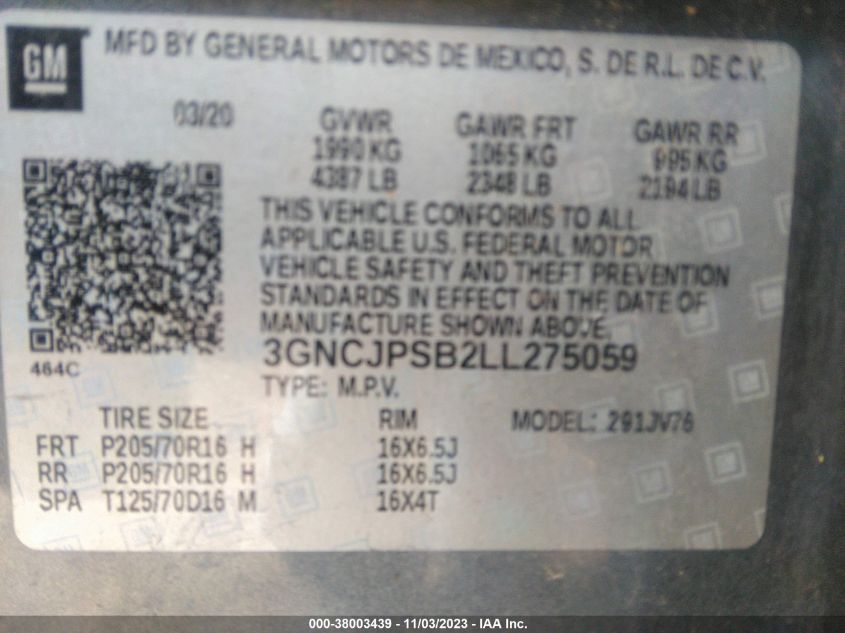 GM
MFD BY GENERAL MOTORS DE MEXICO, S. DE R.L. DE C.V.
03/20 GVWR GAWR FRT GAWR RR
1990 KG 1065 KG 995 KG
4387 LB 2348 LB 2194 LB
THIS VEHICLE CONFORMS TO ALL
APPLICABLE U.S. FEDERAL MOTOR
VEHICLE SAFETY AND THEFT PREVENTION
STANDARDS IN EFFECT ON THE DATE OF
MANUFACTURE SHOWN ABOVE.
3GNCJPSB2LL275059
464C
TYPE: M.P.V.
TIRE SIZE RIM MODEL: 291JV76
FRT P205/70R16 H 16X6.5J
RR P205/70R16 H 16X6.5J
SPA T125/70D16 M 16X4T
000-38003439 - 11/03/2023 - IAA Inc.